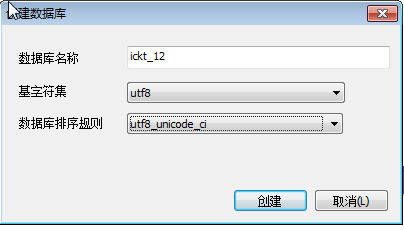 创建数据库
数据库名称
ickt_12
基字符集
utf8
数据库排序规则
utf8_unicode_ci
创建
取消(L)